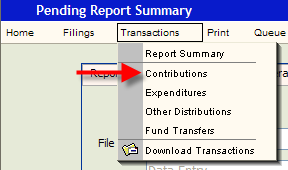 Pending Report Summary
Home Filings Transactions Print Queue
Report Summary
Contributions
Expenditures
Other Distributions
Fund Transfers
Download Transactions
File
Data Entry